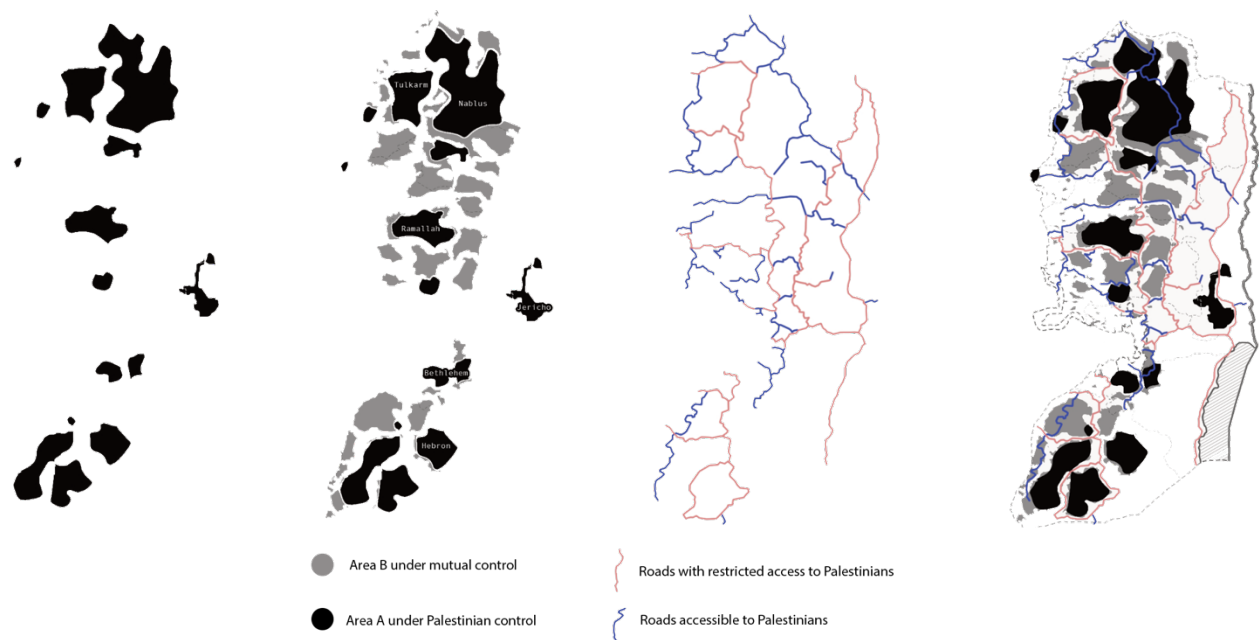 Tulkarm
Nablus
Ramallah
Jericho
Bethlehem
Hebron
Area B under mutual control
Roads with restricted access to Palestinians
Area A under Palestinian control
Roads accessible to Palestinians